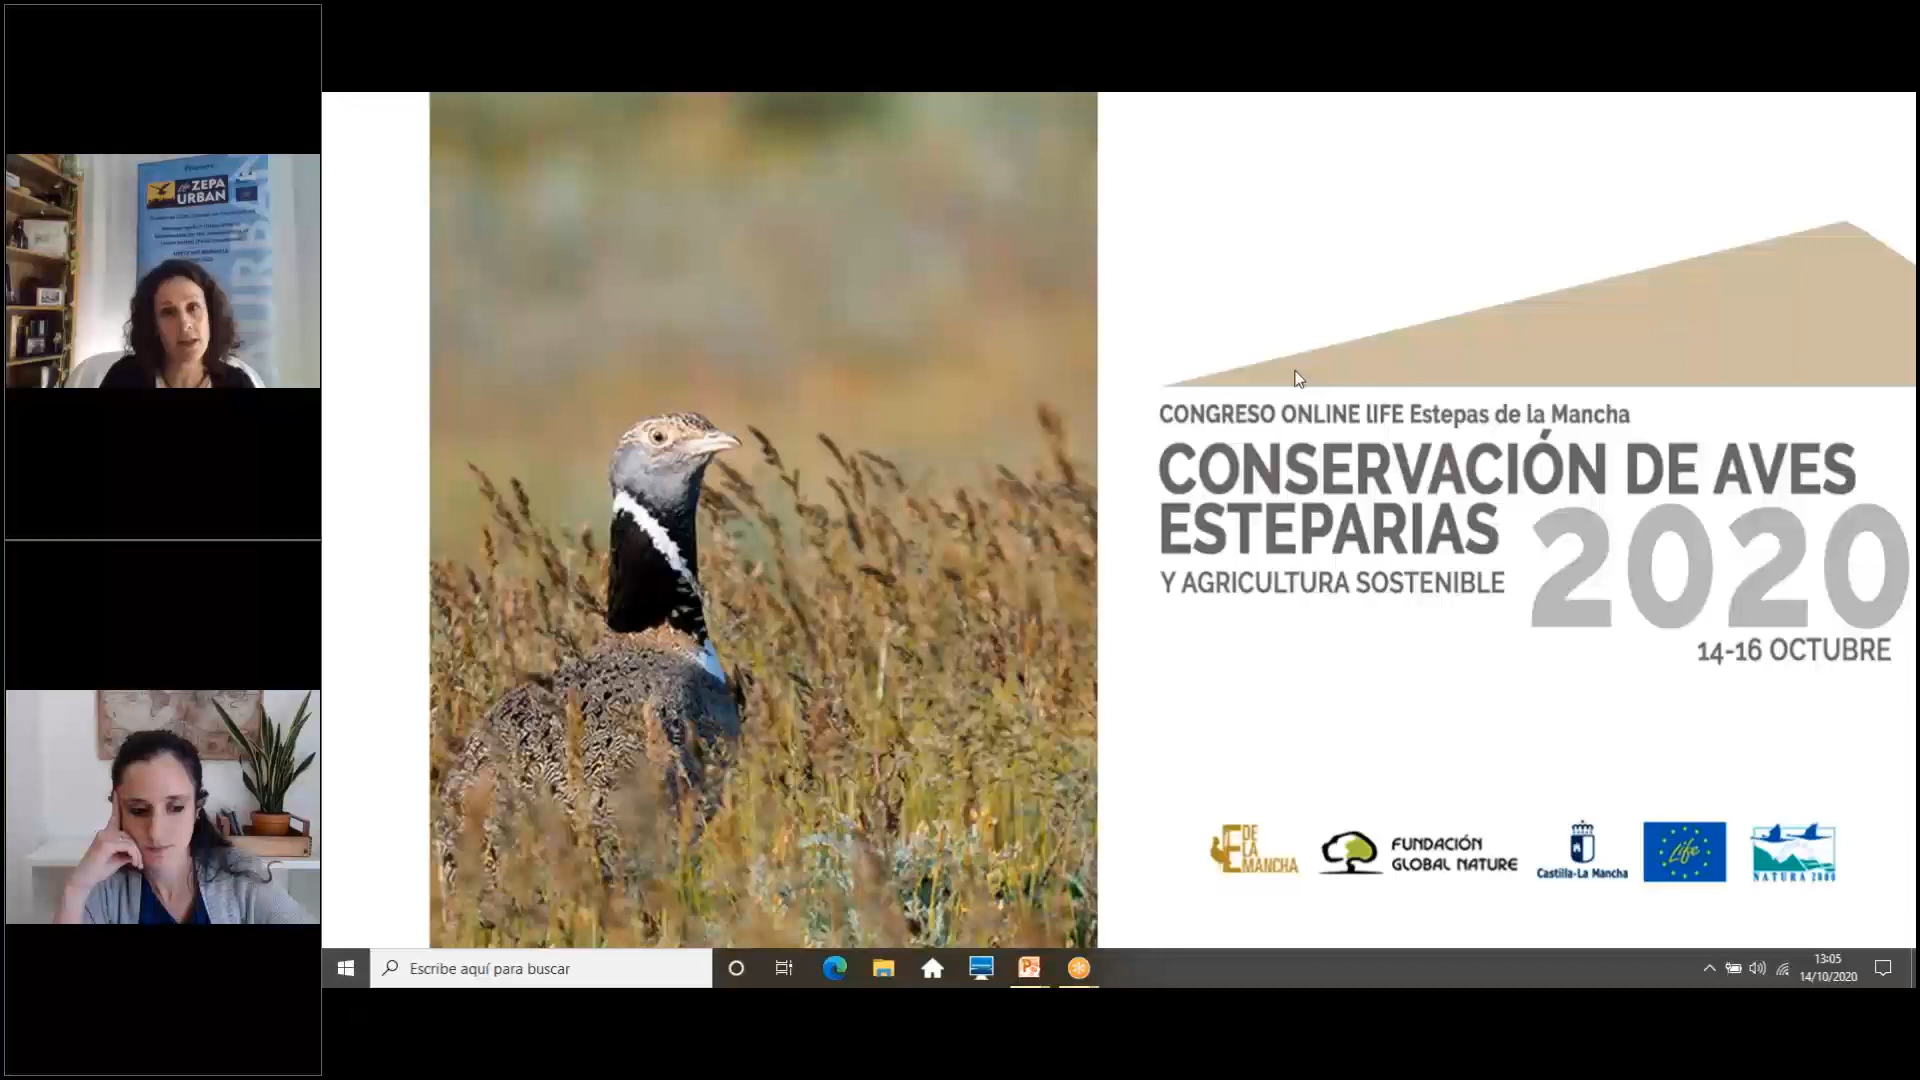 Life ZEPA
URBAN
CONGRESO ONLINE lIFE Estepas de la Mancha
CONSERVACIÓN DE AVES
ESTEPARIAS
2020
Y AGRICULTURA SOSTENIBLE
14-16 OCTUBRE
E DE
LA
MANCHA
FUNDACIÓN
GLOBAL NATURE
Castilla-La Mancha
Life
NATURA 2000
Escribe aquí para buscar
13:05
14/10/2020